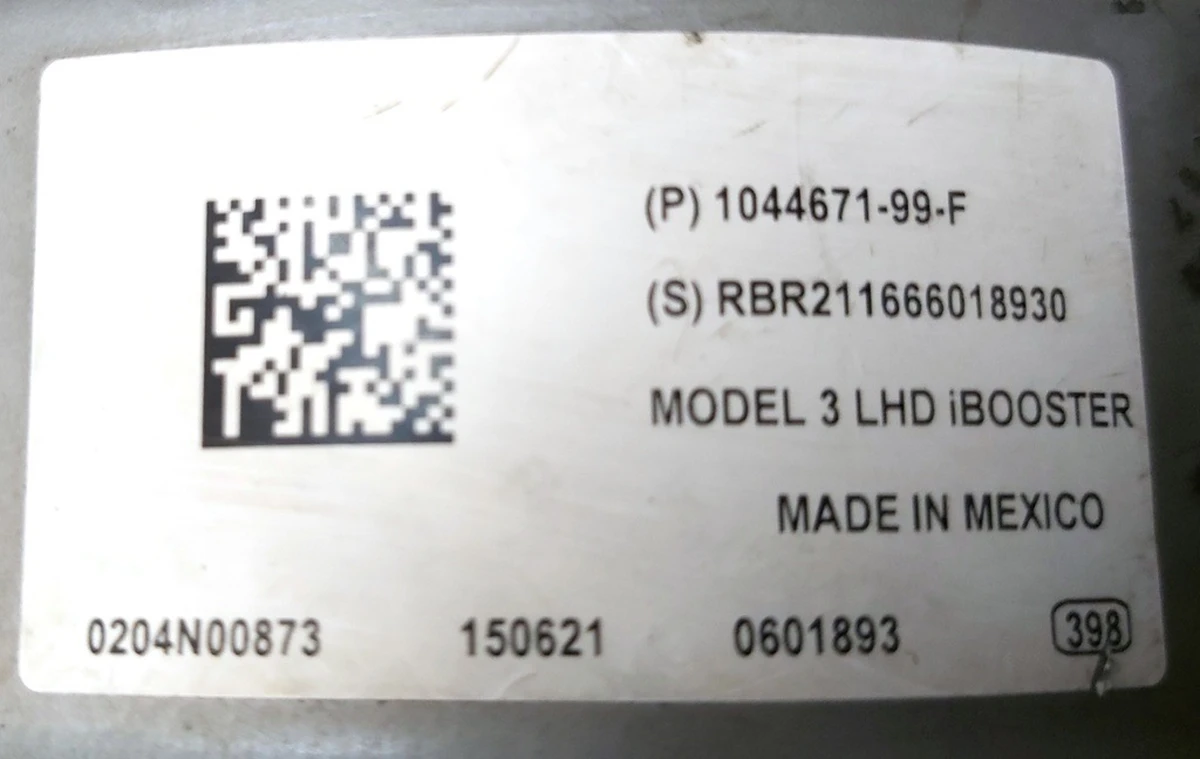 (P) 1044671-99-F
(S) RBR211666018930
MODEL 3 LHD iBOOSTER
MADE IN MEXICO
0204N00873 150621 0601893 398